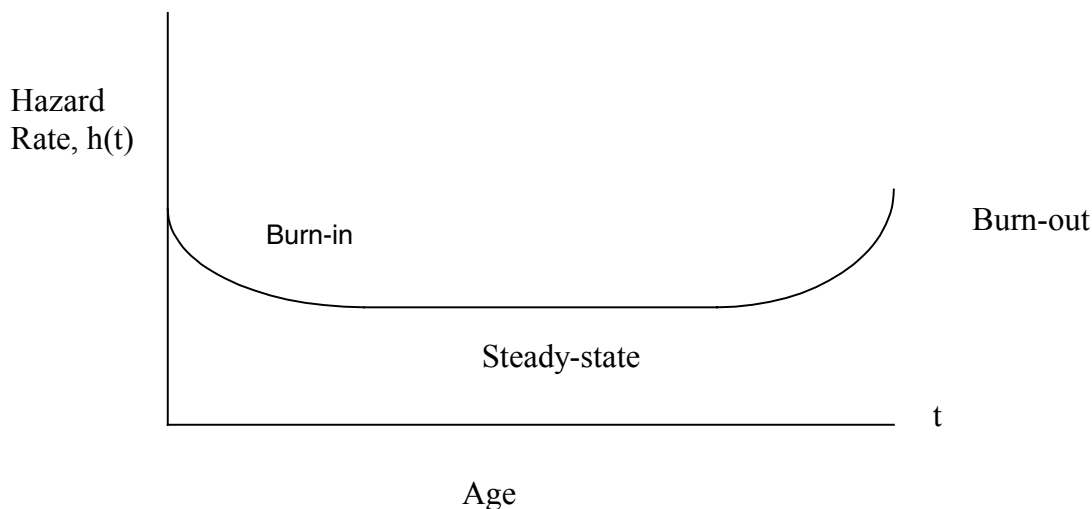 Hazard
Rate, h(t)
Burn-in
Burn-out
Steady-state
t
Age